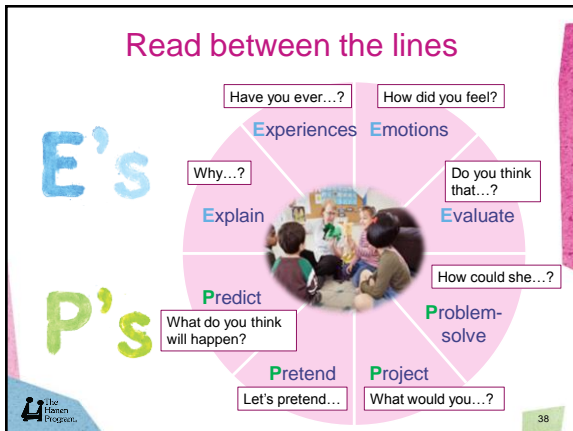 Read between the lines
Have you ever…?
How did you feel?
Experiences
Emotions
E's
Why…?
Do you think
that…?
Explain
Evaluate
How could she…?
Predict
Problem-
solve
P's
What do you think
will happen?
Pretend
Project
Let's pretend…
What would you…?
The
Hanen
Program.
38